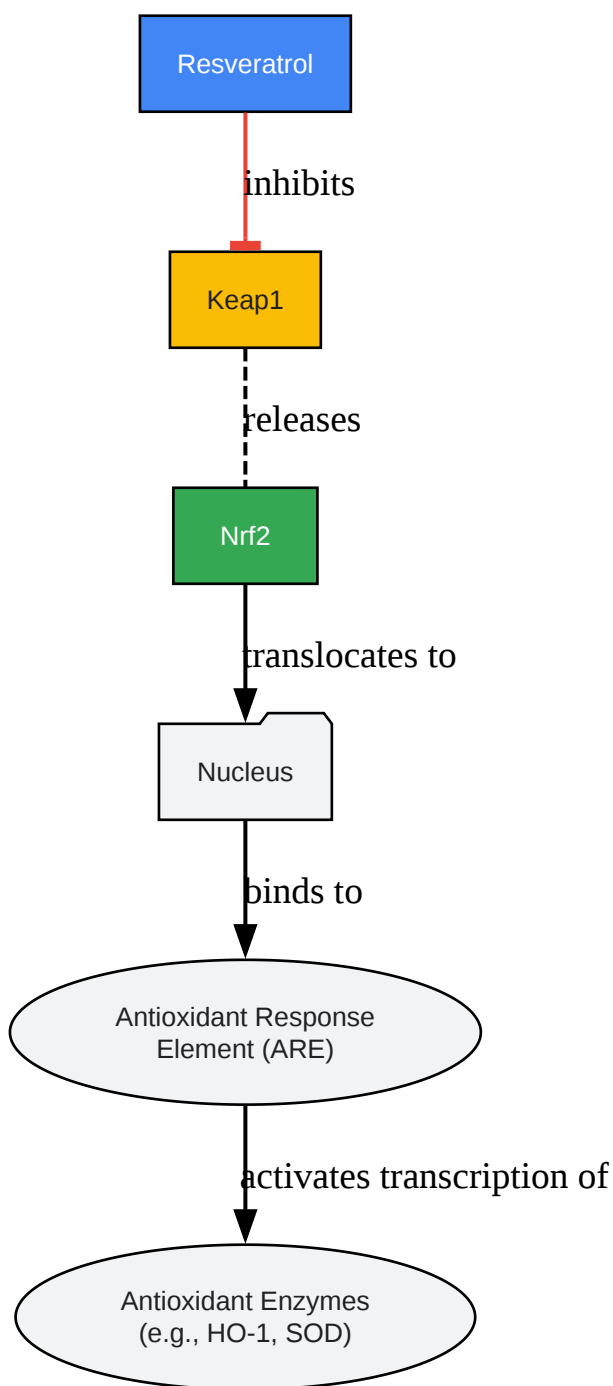 Resveratrol
inhibits
Keap1
releases
Nrf2
translocates to
Nucleus
binds to
Antioxidant Response
Element (ARE)
activates transcription of
Antioxidant Enzymes
(e.g., HO-1, SOD)